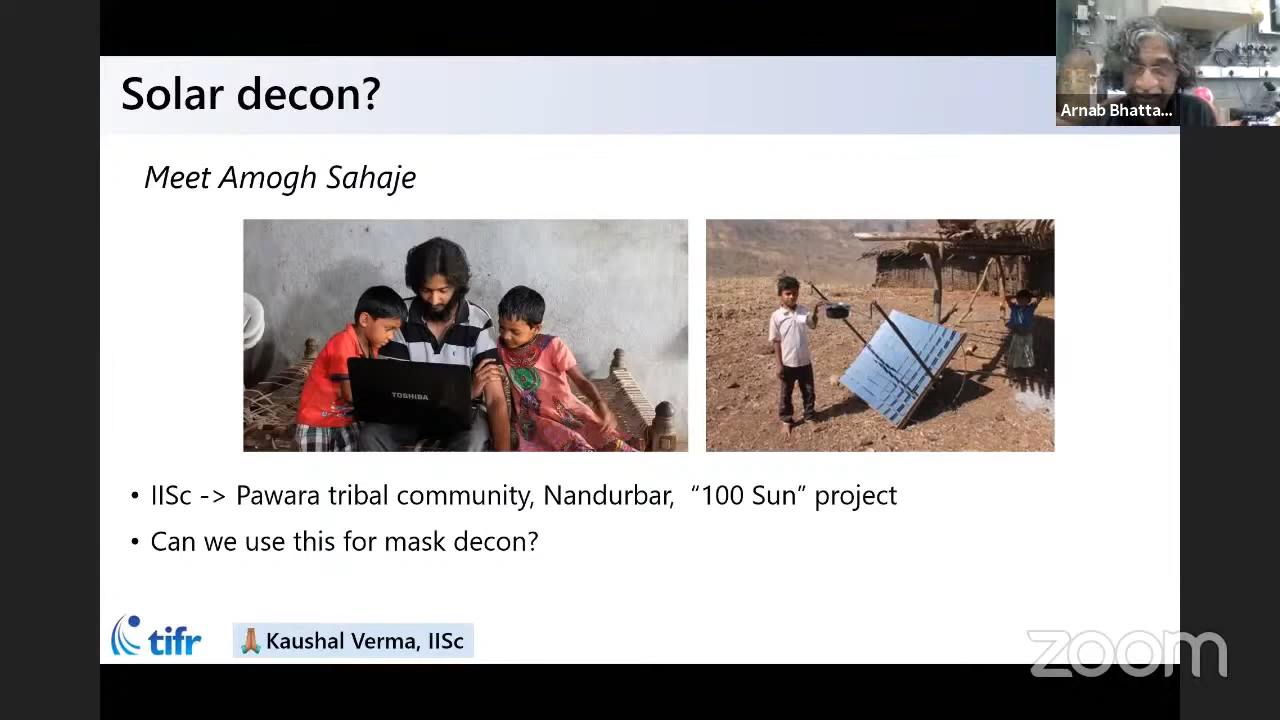 Solar decon?
Arnab Bhatta...
Meet Amogh Sahaje
TOSHIBA
• IISc -> Pawara tribal community, Nandurbar, “100 Sun” project
• Can we use this for mask decon?
tifr
🙏🏽 Kaushal Verma, IISc
zoom